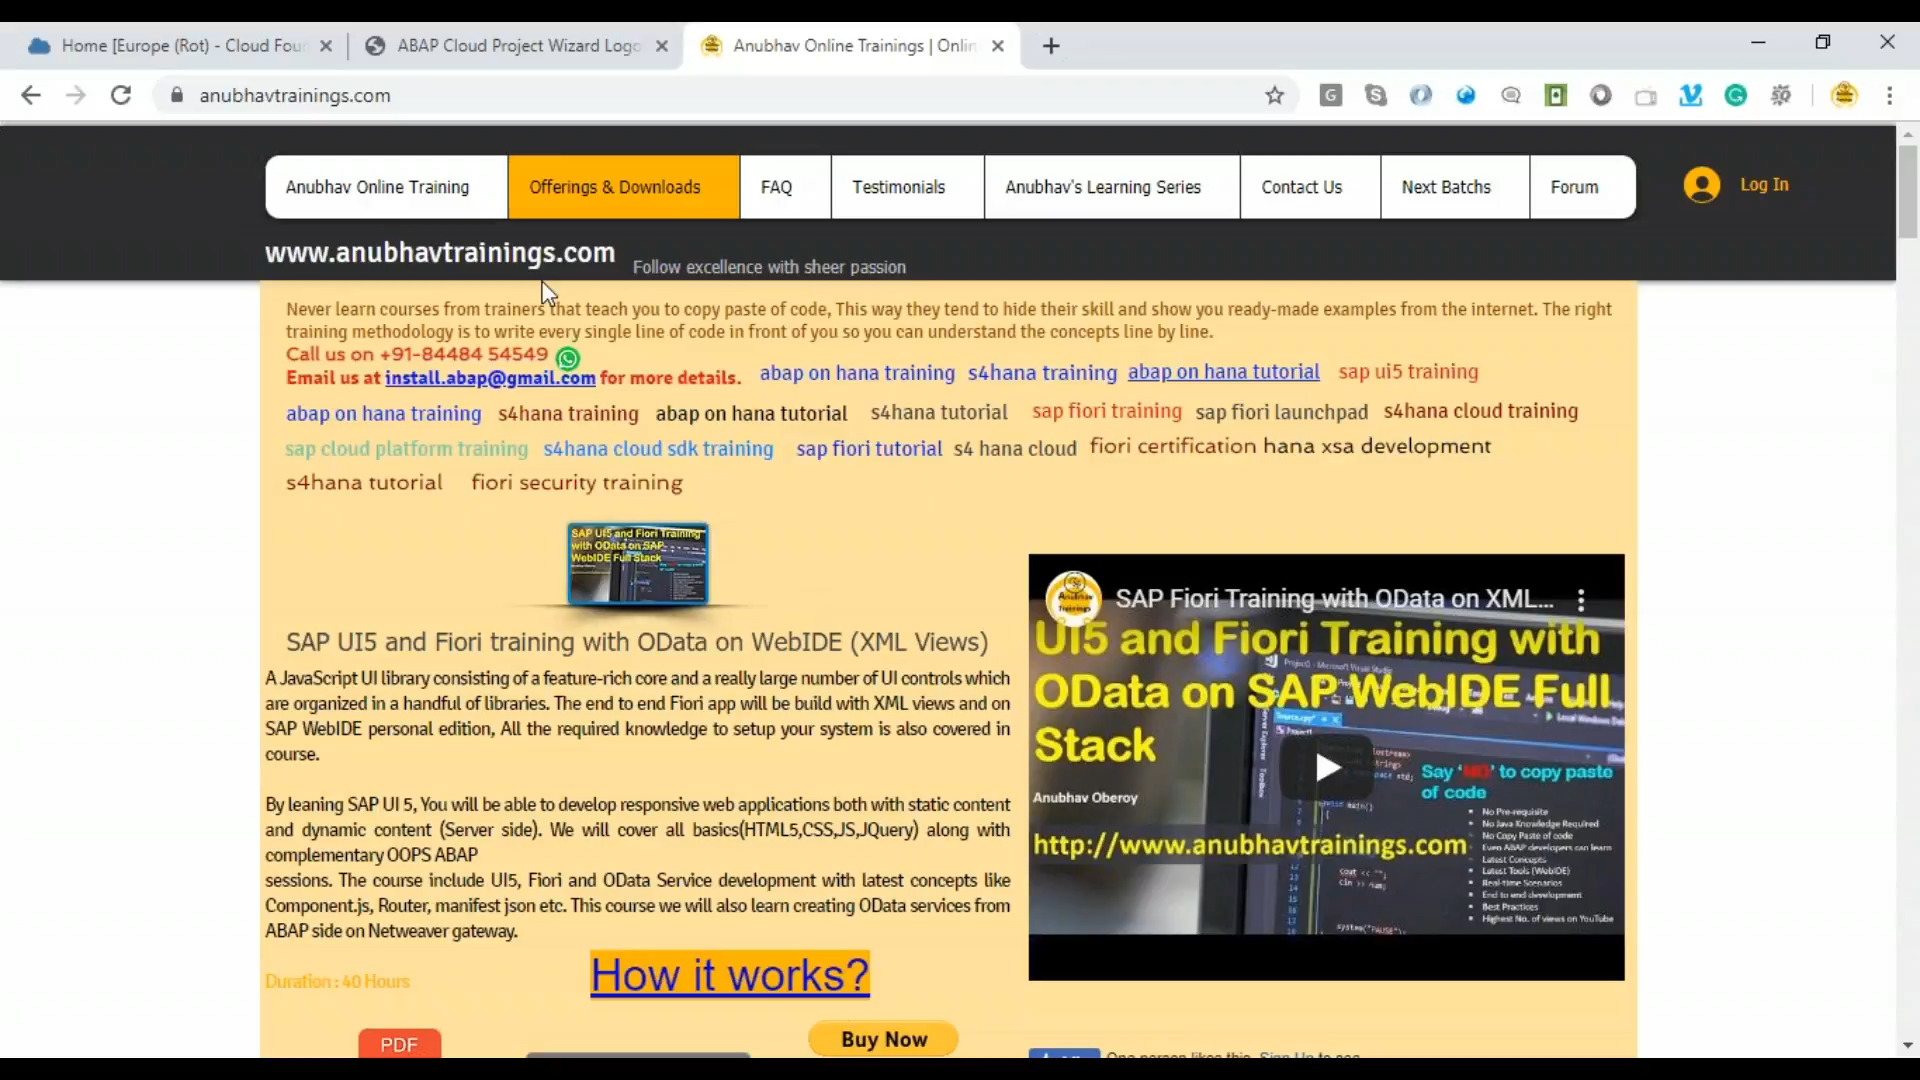 Home [Europe (Rot) - Cloud Four
ABAP Cloud Project Wizard Logo
Anubhav Online Trainings | Onlin
anubhavtrainings.com
Anubhav Online Training
Offerings & Downloads
FAQ
Testimonials
Anubhav's Learning Series
Contact Us
Next Batchs
Forum
Log In
www.anubhavtrainings.com
Follow excellence with sheer passion
Never learn courses from trainers that teach you to copy paste of code, This way they tend to hide their skill and show you ready-made examples from the internet. The right
training methodology is to write every single line of code in front of you so you can understand the concepts line by line.
Call us on +91-84484 54549
Email us at install.abap@gmail.com for more details.
abap on hana training s4hana training abap on hana tutorial sap ui5 training
abap on hana training s4hana training abap on hana tutorial s4hana tutorial sap fiori training sap fiori launchpad s4hana cloud training
sap cloud platform training s4hana cloud sdk training sap fiori tutorial s4 hana cloud fiori certification hana xsa development
s4hana tutorial fiori security training
SAP UI5 and Fiori Training
with OData on SAP
WebIDE Full Stack
SAP UI5 and Fiori training with OData on WebIDE (XML Views)
A JavaScript UI library consisting of a feature-rich core and a really large number of UI controls which
are organized in a handful of libraries. The end to end Fiori app will be build with XML views and on
SAP WebIDE personal edition, All the required knowledge to setup your system is also covered in
course.
By leaning SAP UI 5, You will be able to develop responsive web applications both with static content
and dynamic content (Server side). We will cover all basics(HTML5,CSS,JS,JQuery) along with
complementary OOPS ABAP
sessions. The course include UI5, Fiori and OData Service development with latest concepts like
Component.js, Router, manifest json etc. This course we will also learn creating OData services from
ABAP side on Netweaver gateway.
Duration : 40 Hours
How it works?
PDF
Buy Now
SAP Fiori Training with OData on XML...
UI5 and Fiori Training with
OData on SAP WebIDE Full
Stack
Anubhav Oberoy
http://www.anubhavtrainings.com
Say 'NO' to copy paste
of code
No Pre-requisite
No Java Knowledge Required
No Copy Paste of code
Even ABAP developers can learn
Latest Concepts
Latest Tools (WebIDE)
Real-time Scenarios
End to end development
Best Practices
Highest No. of views on YouTube
One person likes this. Sign Up to see